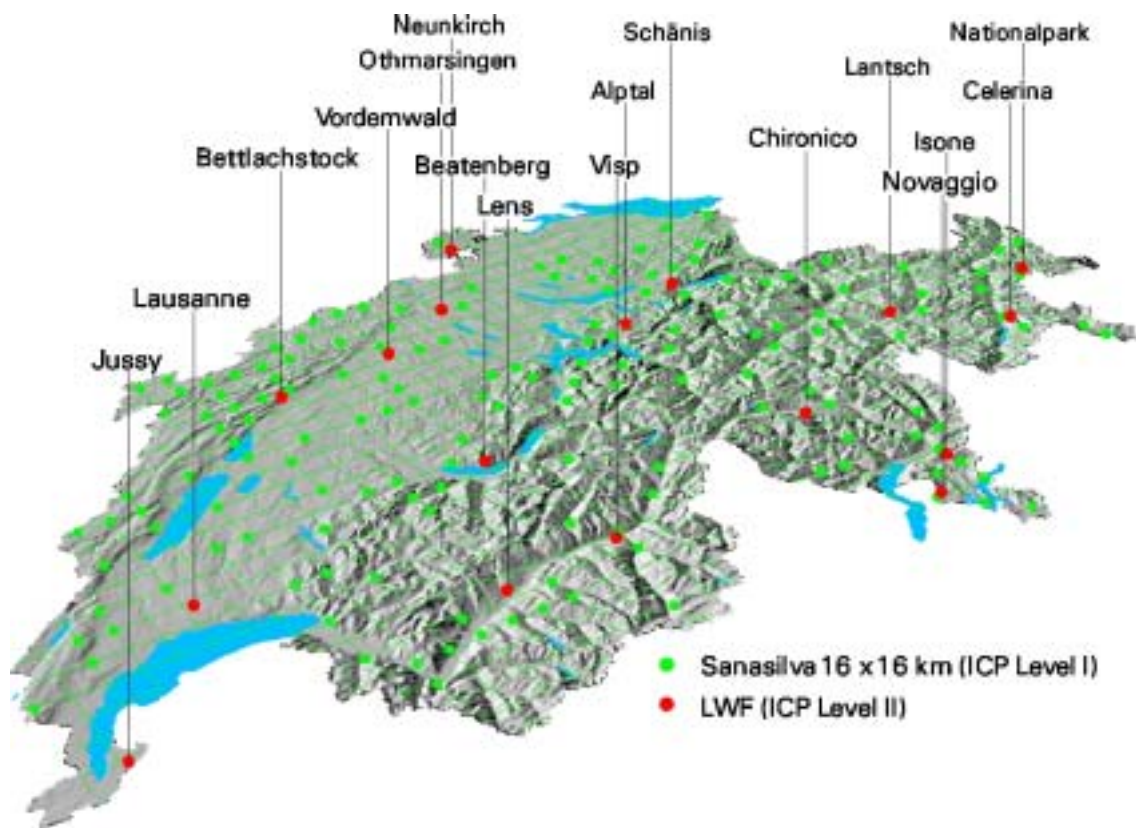 Neunkirch
Othmarsingen
Vordemwald
Bettlachstock
Beatenberg
Lens
Schänis
Alptal
Visp
Nationalpark
Lantsch
Celerina
Chironico
Isone
Novaggio
Lausanne
Jussy
Sanasilva 16 x 16 km (ICP Level I)
LWF (ICP Level II)